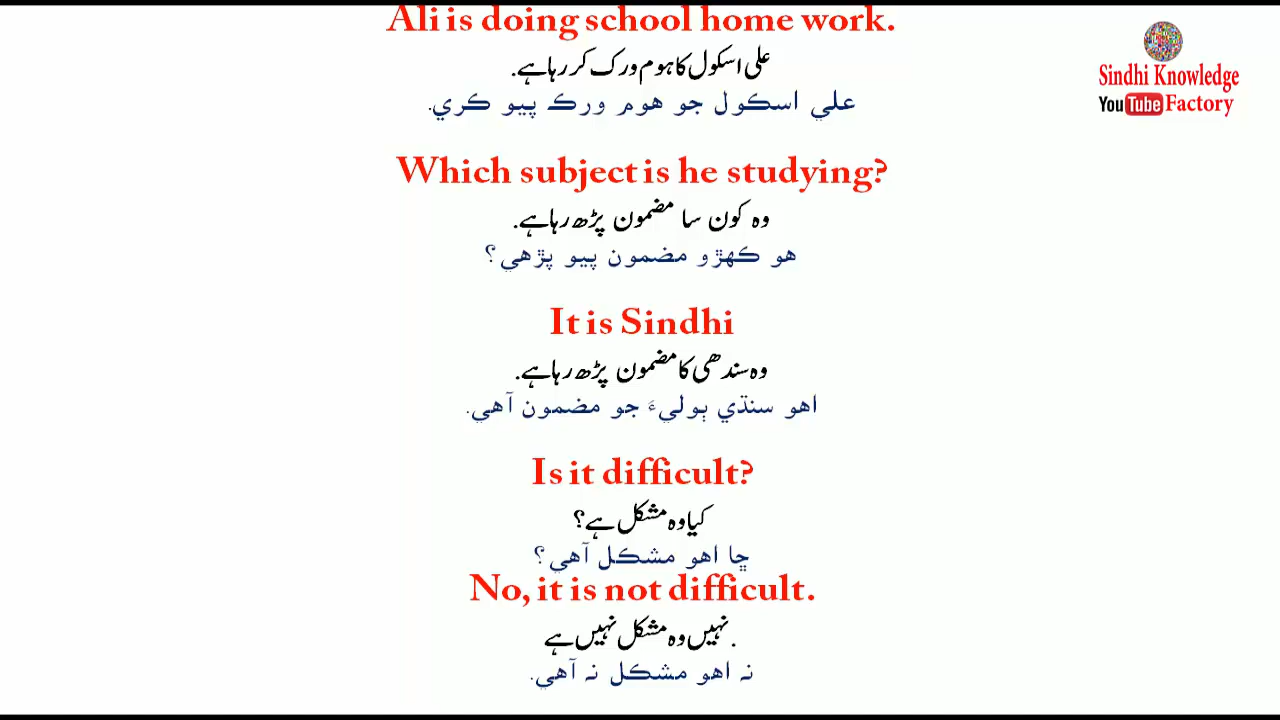 Ali is doing school home work.
علی اسکول کا ہوم ورک کر رہا ہے.
علي اسڪول جو هوم ورڪ پيو ڪري.
Sindhi Knowledge
YouTube Factory
Which subject is he studying?
وہ کون سا مضمون پڑھ رہا ہے.
هو ڪهڙو مضمون پيو پڙهي؟
It is Sindhi
وہ سندھی کا مضمون پڑھ رہا ہے.
اهو سنڌي ٻوليءَ جو مضمون آهي.
Is it difficult?
کیا وہ مشکل ہے؟
ڇا اهو مشڪل آهي؟
No, it is not difficult.
.نہیں وہ مشکل نہیں ہے
نہ اهو مشڪل نہ آهي.